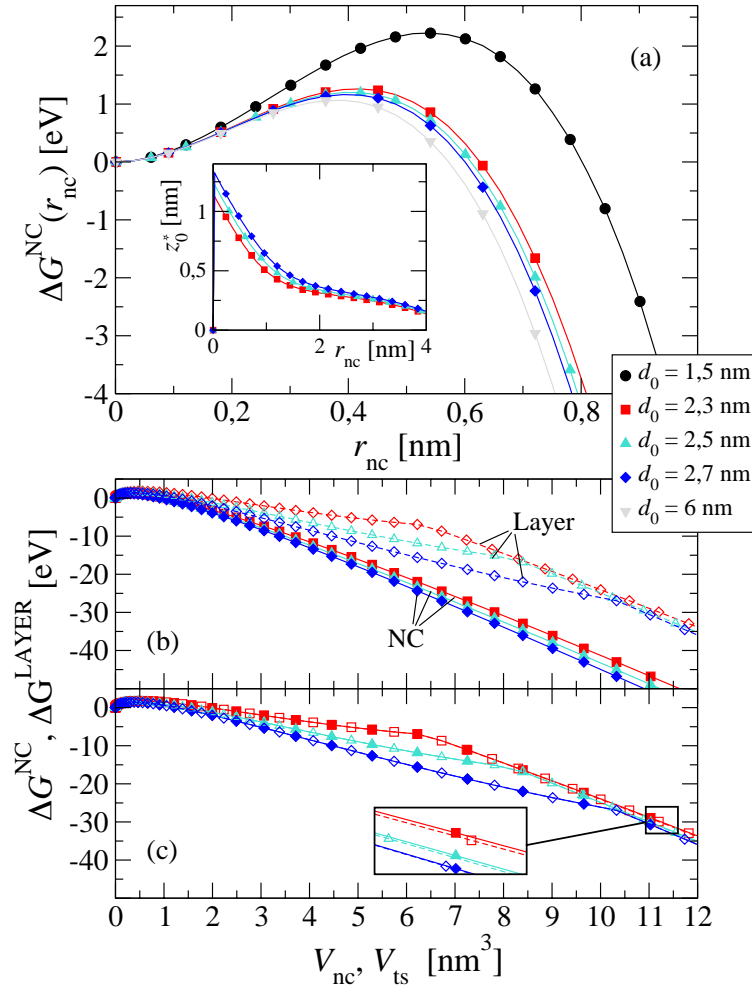 (a)
ΔG^NC(r_nc) [eV]
2
1
0
-1
-2
-3
-4
z_0^* [nm]
1
0,5
0
0
2
4
r_nc [nm]
0
0,2
0,4
0,6
0,8
r_nc [nm]
d_0 = 1,5 nm
d_0 = 2,3 nm
d_0 = 2,5 nm
d_0 = 2,7 nm
d_0 = 6 nm
ΔG^NC, ΔG^LAYER [eV]
0
-10
-20
-30
-40
Layer
NC
(b)
0
-10
-20
-30
-40
(c)
0
1
2
3
4
5
6
7
8
9
10
11
12
V_nc, V_ts [nm^3]